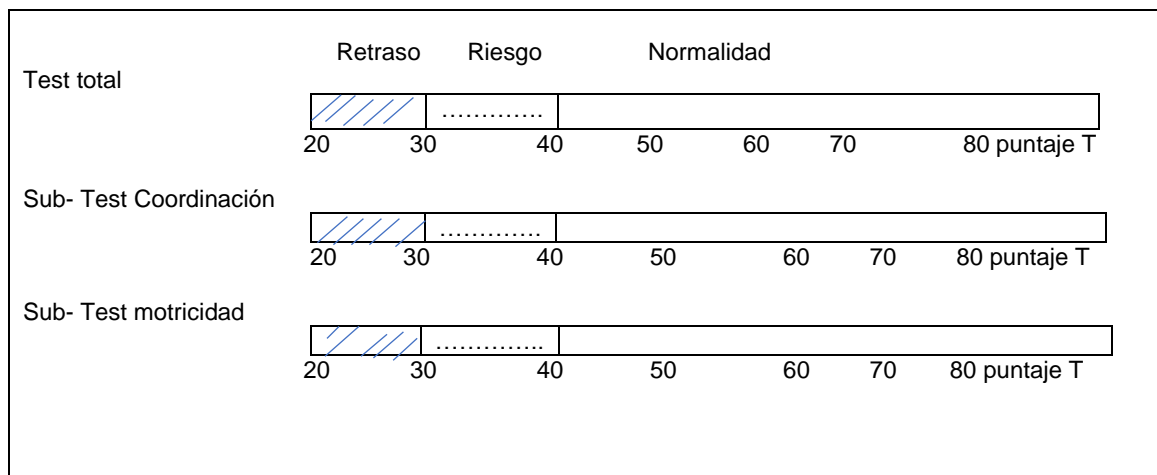 Retraso Riesgo Normalidad
Test total
………….
20 30 40 50 60 70 80 puntaje T
Sub- Test Coordinación
………….
20 30 40 50 60 70 80 puntaje T
Sub- Test motricidad
…………..
20 30 40 50 60 70 80 puntaje T